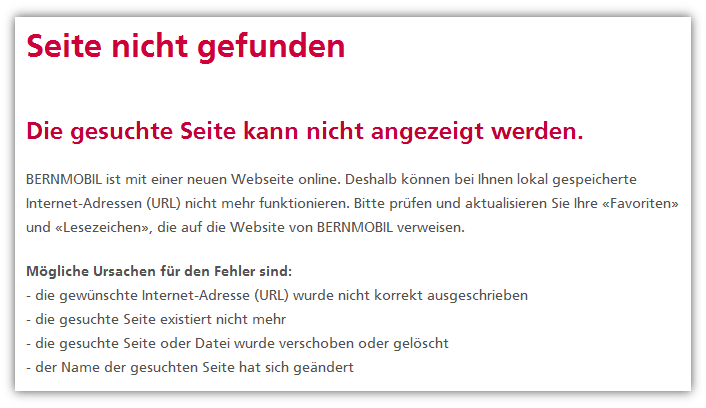 Seite nicht gefunden
Die gesuchte Seite kann nicht angezeigt werden.
BERNMOBIL ist mit einer neuen Webseite online. Deshalb können bei Ihnen lokal gespeicherte
Internet-Adressen (URL) nicht mehr funktionieren. Bitte prüfen und aktualisieren Sie Ihre «Favoriten»
und «Lesezeichen», die auf die Website von BERNMOBIL verweisen.
Mögliche Ursachen für den Fehler sind:
- die gewünschte Internet-Adresse (URL) wurde nicht korrekt ausgeschrieben
- die gesuchte Seite existiert nicht mehr
- die gesuchte Seite oder Datei wurde verschoben oder gelöscht
- der Name der gesuchten Seite hat sich geändert